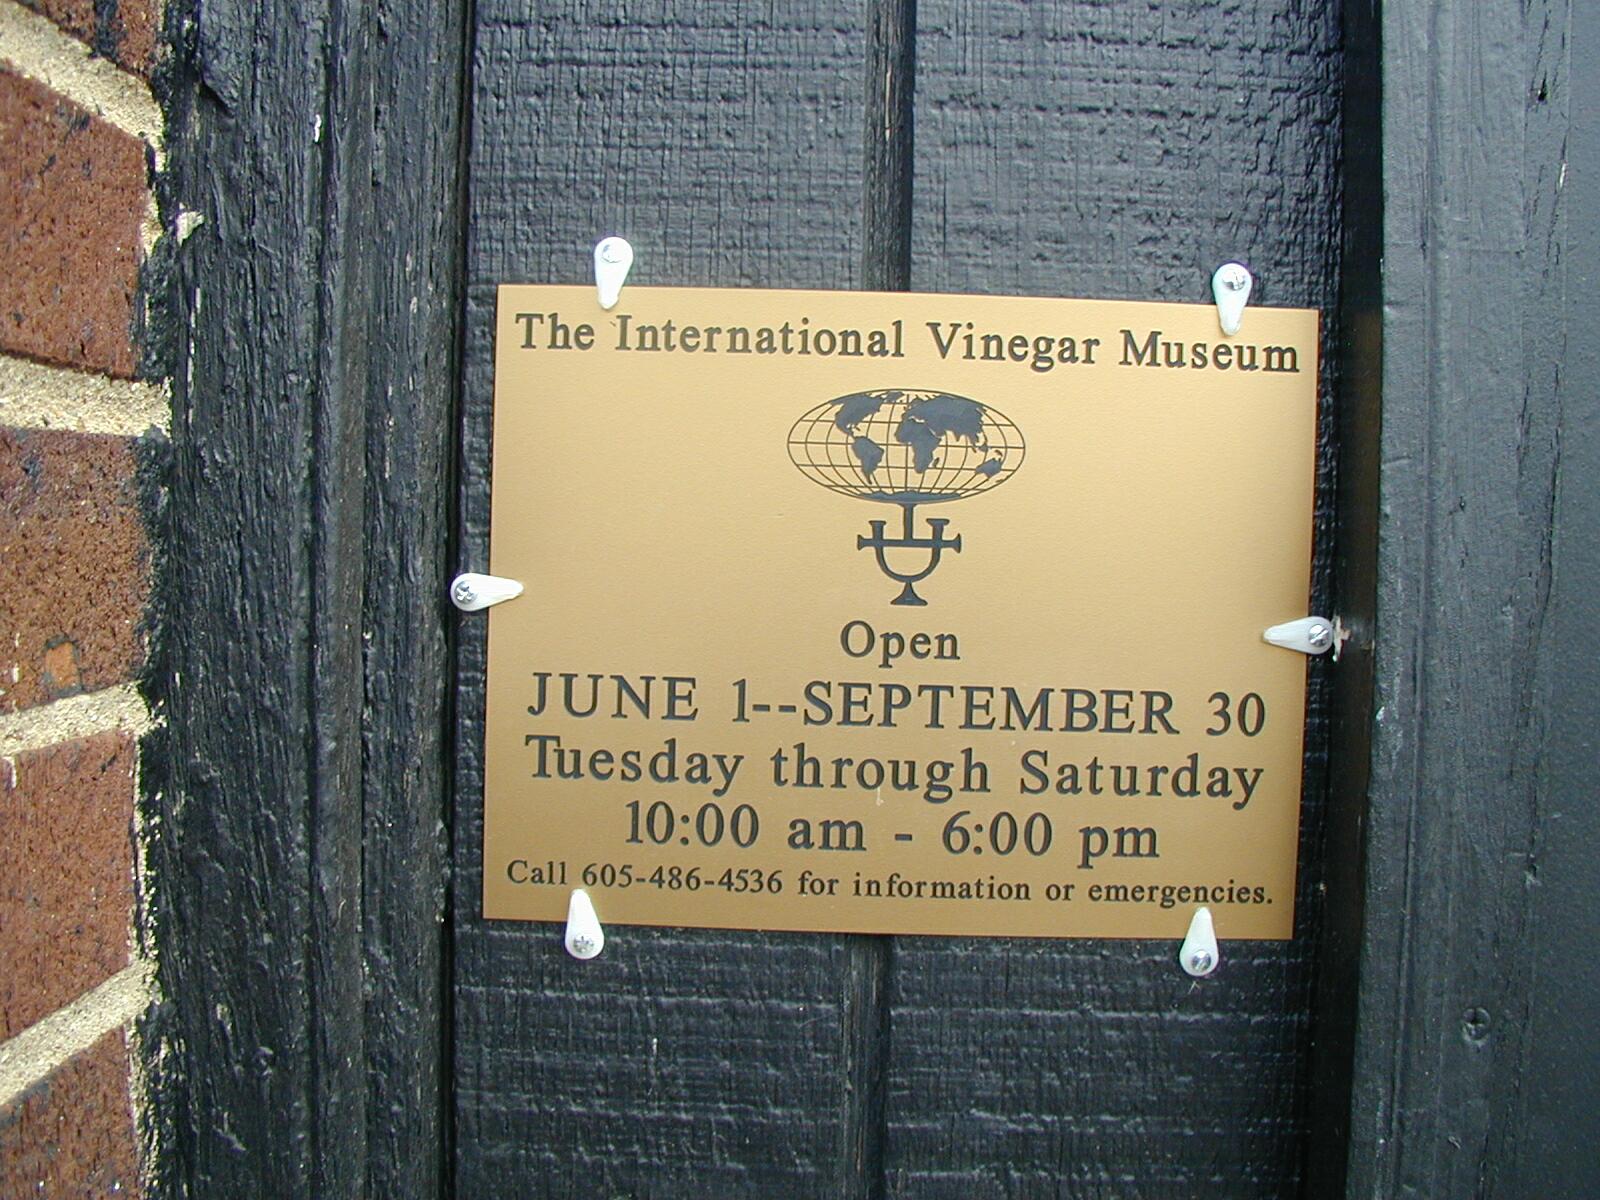 The International Vinegar Museum
Open
JUNE 1--SEPTEMBER 30
Tuesday through Saturday
10:00 am - 6:00 pm
Call 605-486-4536 for information or emergencies.